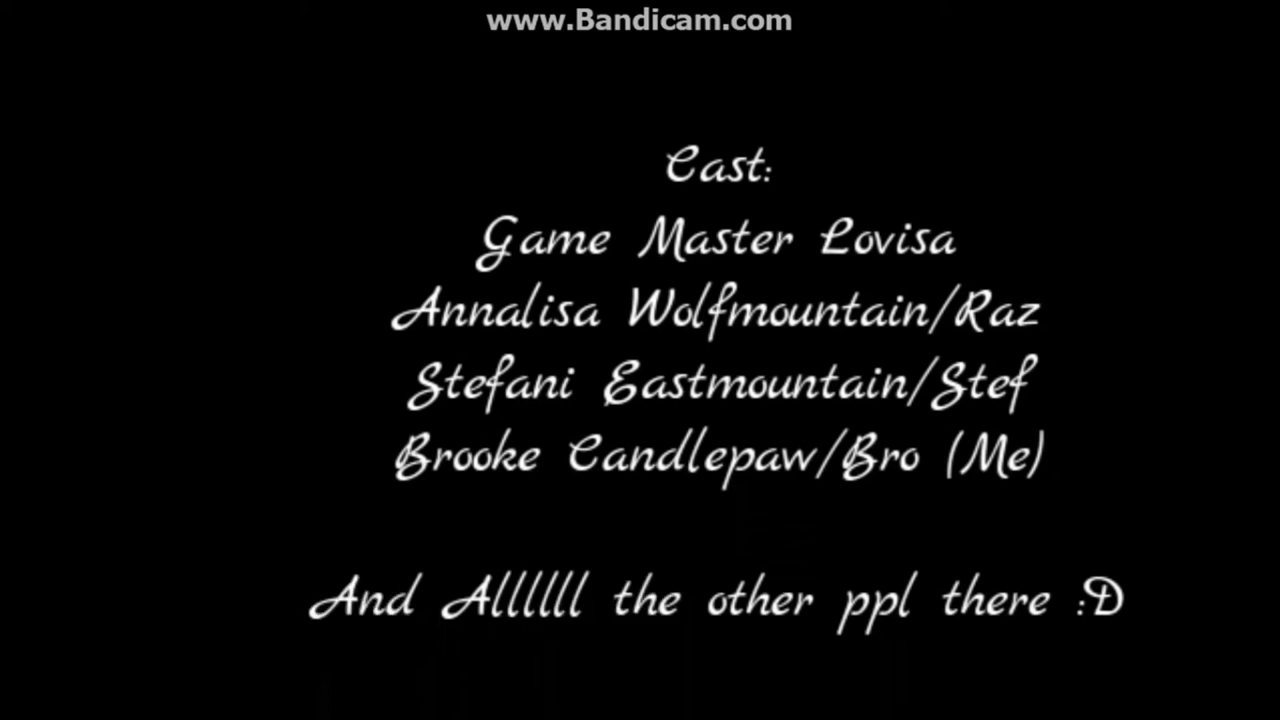 www.Bandicam.com
Cast:
Game Master Lovisa
Annalisa Wolfmountain/Raz
Stefani Eastmountain/Stef
Brooke Candlepaw/Bro (Me)
And Allllll the other ppl there :D